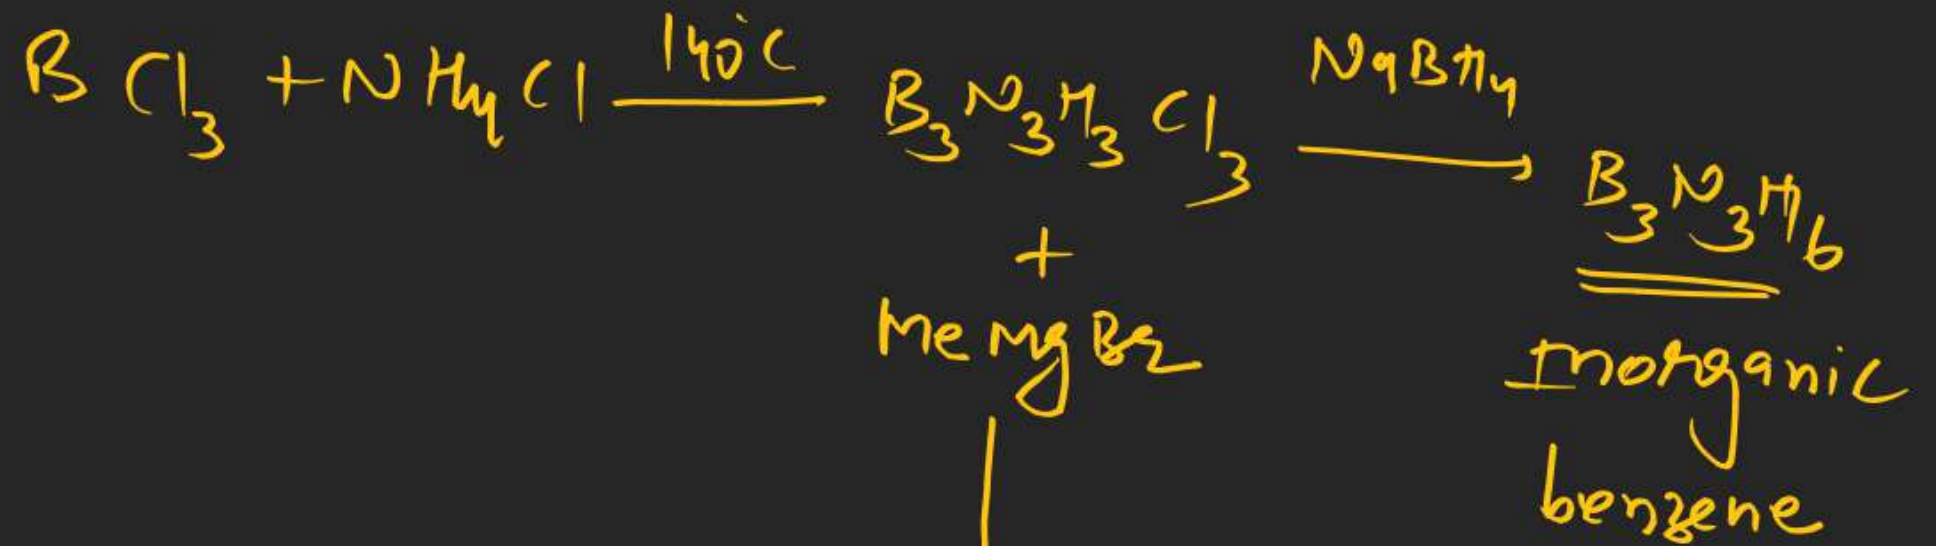 BCl₃ + NH₄Cl —140°C— B₃N₃H₃Cl₃ —NaBH₄→ B₃N₃H₆
+
MeMgBr
Inorganic
benzene